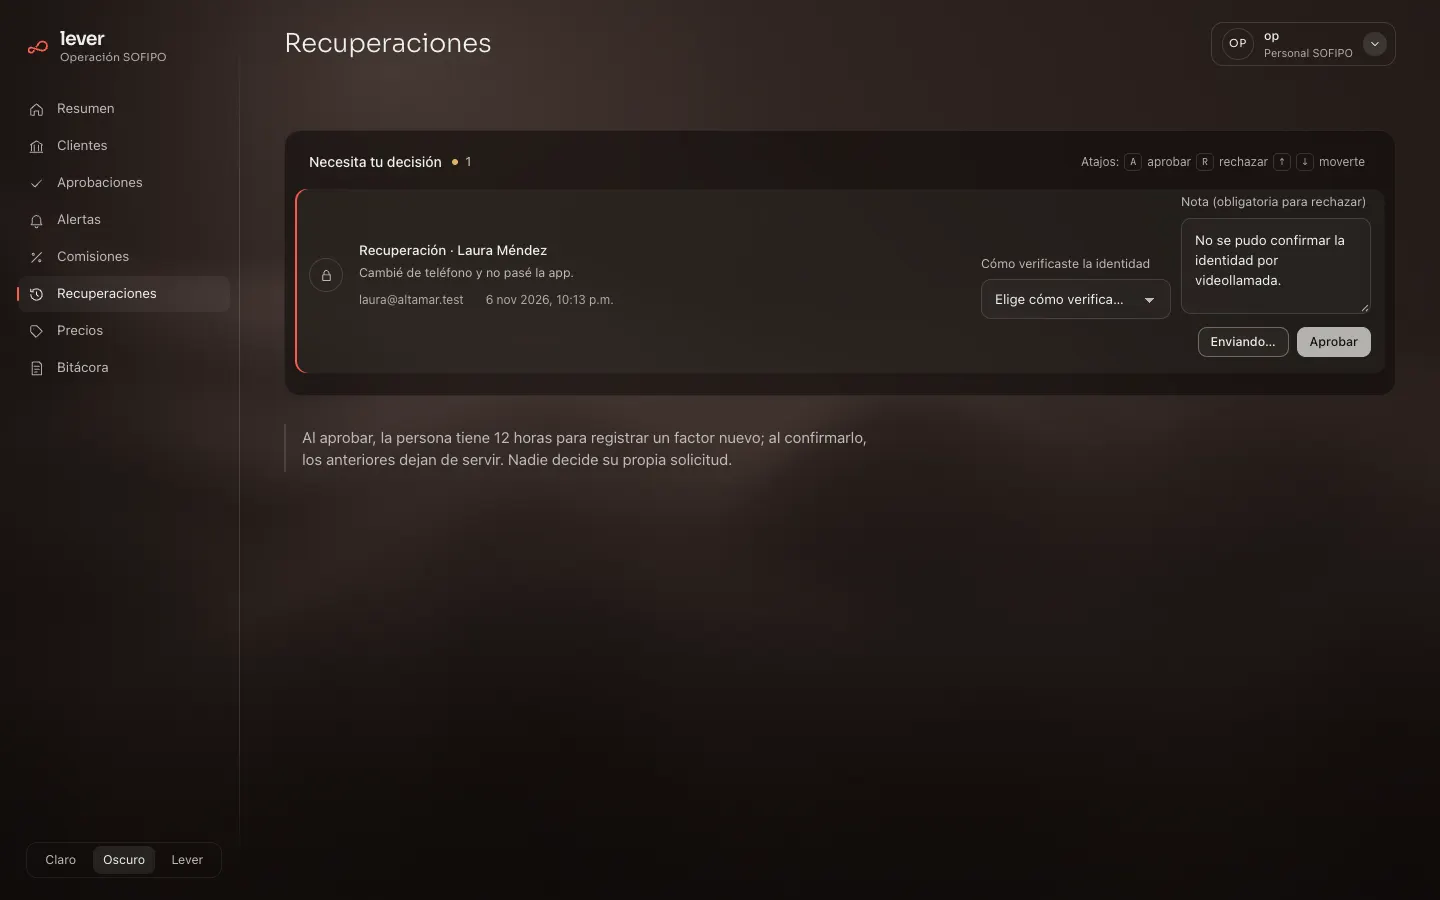 lever
Operación SOFIPO
Resumen
Clientes
Aprobaciones
Alertas
Comisiones
Recuperaciones
Precios
Bitácora
Claro
Oscuro
Lever
Recuperaciones
OP
op
Personal SOFIPO
Necesita tu decisión
1
Atajos: A aprobar R rechazar ↑ ↓ moverte
Recuperación · Laura Méndez
Cambié de teléfono y no pasé la app.
laura@altamar.test
6 nov 2026, 10:13 p.m.
Cómo verificaste la identidad
Elige cómo verifica...
Nota (obligatoria para rechazar)
No se pudo confirmar la
identidad por
videollamada.
Enviando...
Aprobar
Al aprobar, la persona tiene 12 horas para registrar un factor nuevo; al confirmarlo,
los anteriores dejan de servir. Nadie decide su propia solicitud.